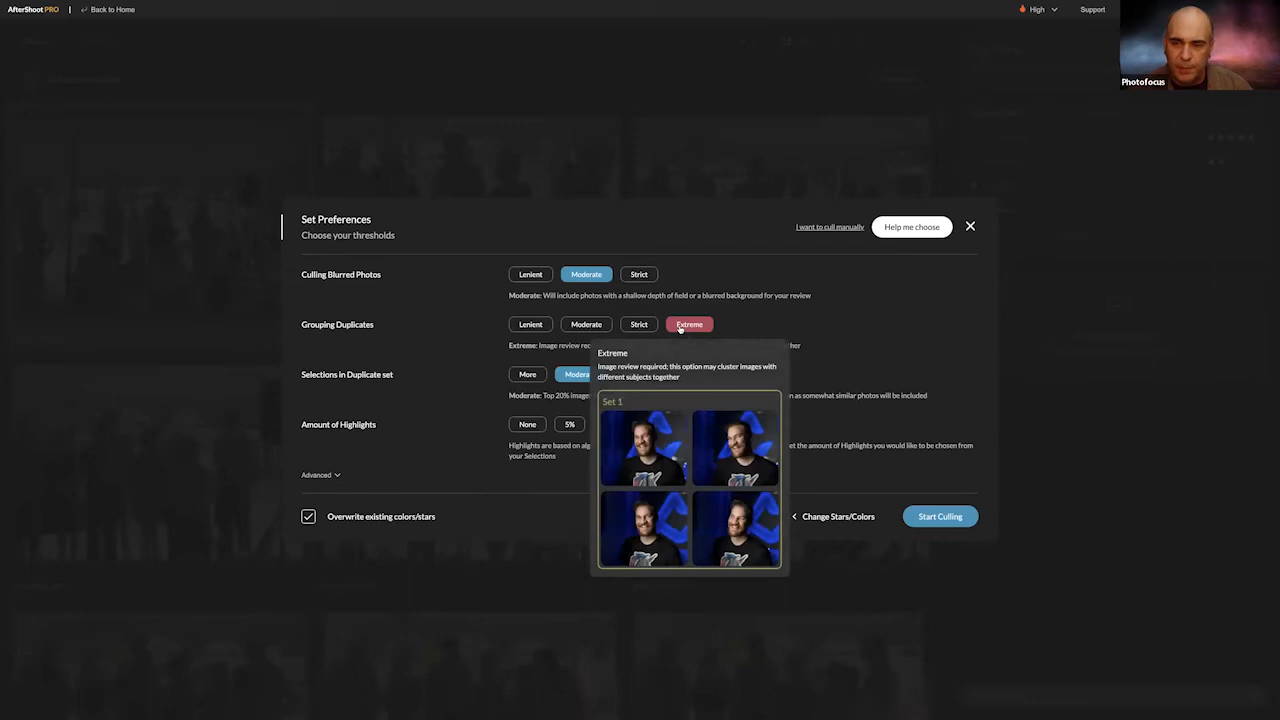 AfterShoot PRO | Back to Home
High
Support
Photofocus
Set Preferences
Choose your thresholds
I want to cull manually
Help me choose
Culling Blurred Photos
Lenient Moderate Strict
Moderate: Will include photos with a shallow depth of field or a blurred background for your review
Grouping Duplicates
Lenient Moderate Strict Extreme
Extreme: Image review
Extreme
Image review required; this option may cluster images with
different subjects together
Set 1
Selections in Duplicate set
More
Moderate: Top 20% as somewhat similar photos will be included
Amount of Highlights
None 5%
Highlights are based on the amount of Highlights you would like to be chosen from
your Selections
Advanced
Overwrite existing colors/stars
Change Stars/Colors
Start Culling